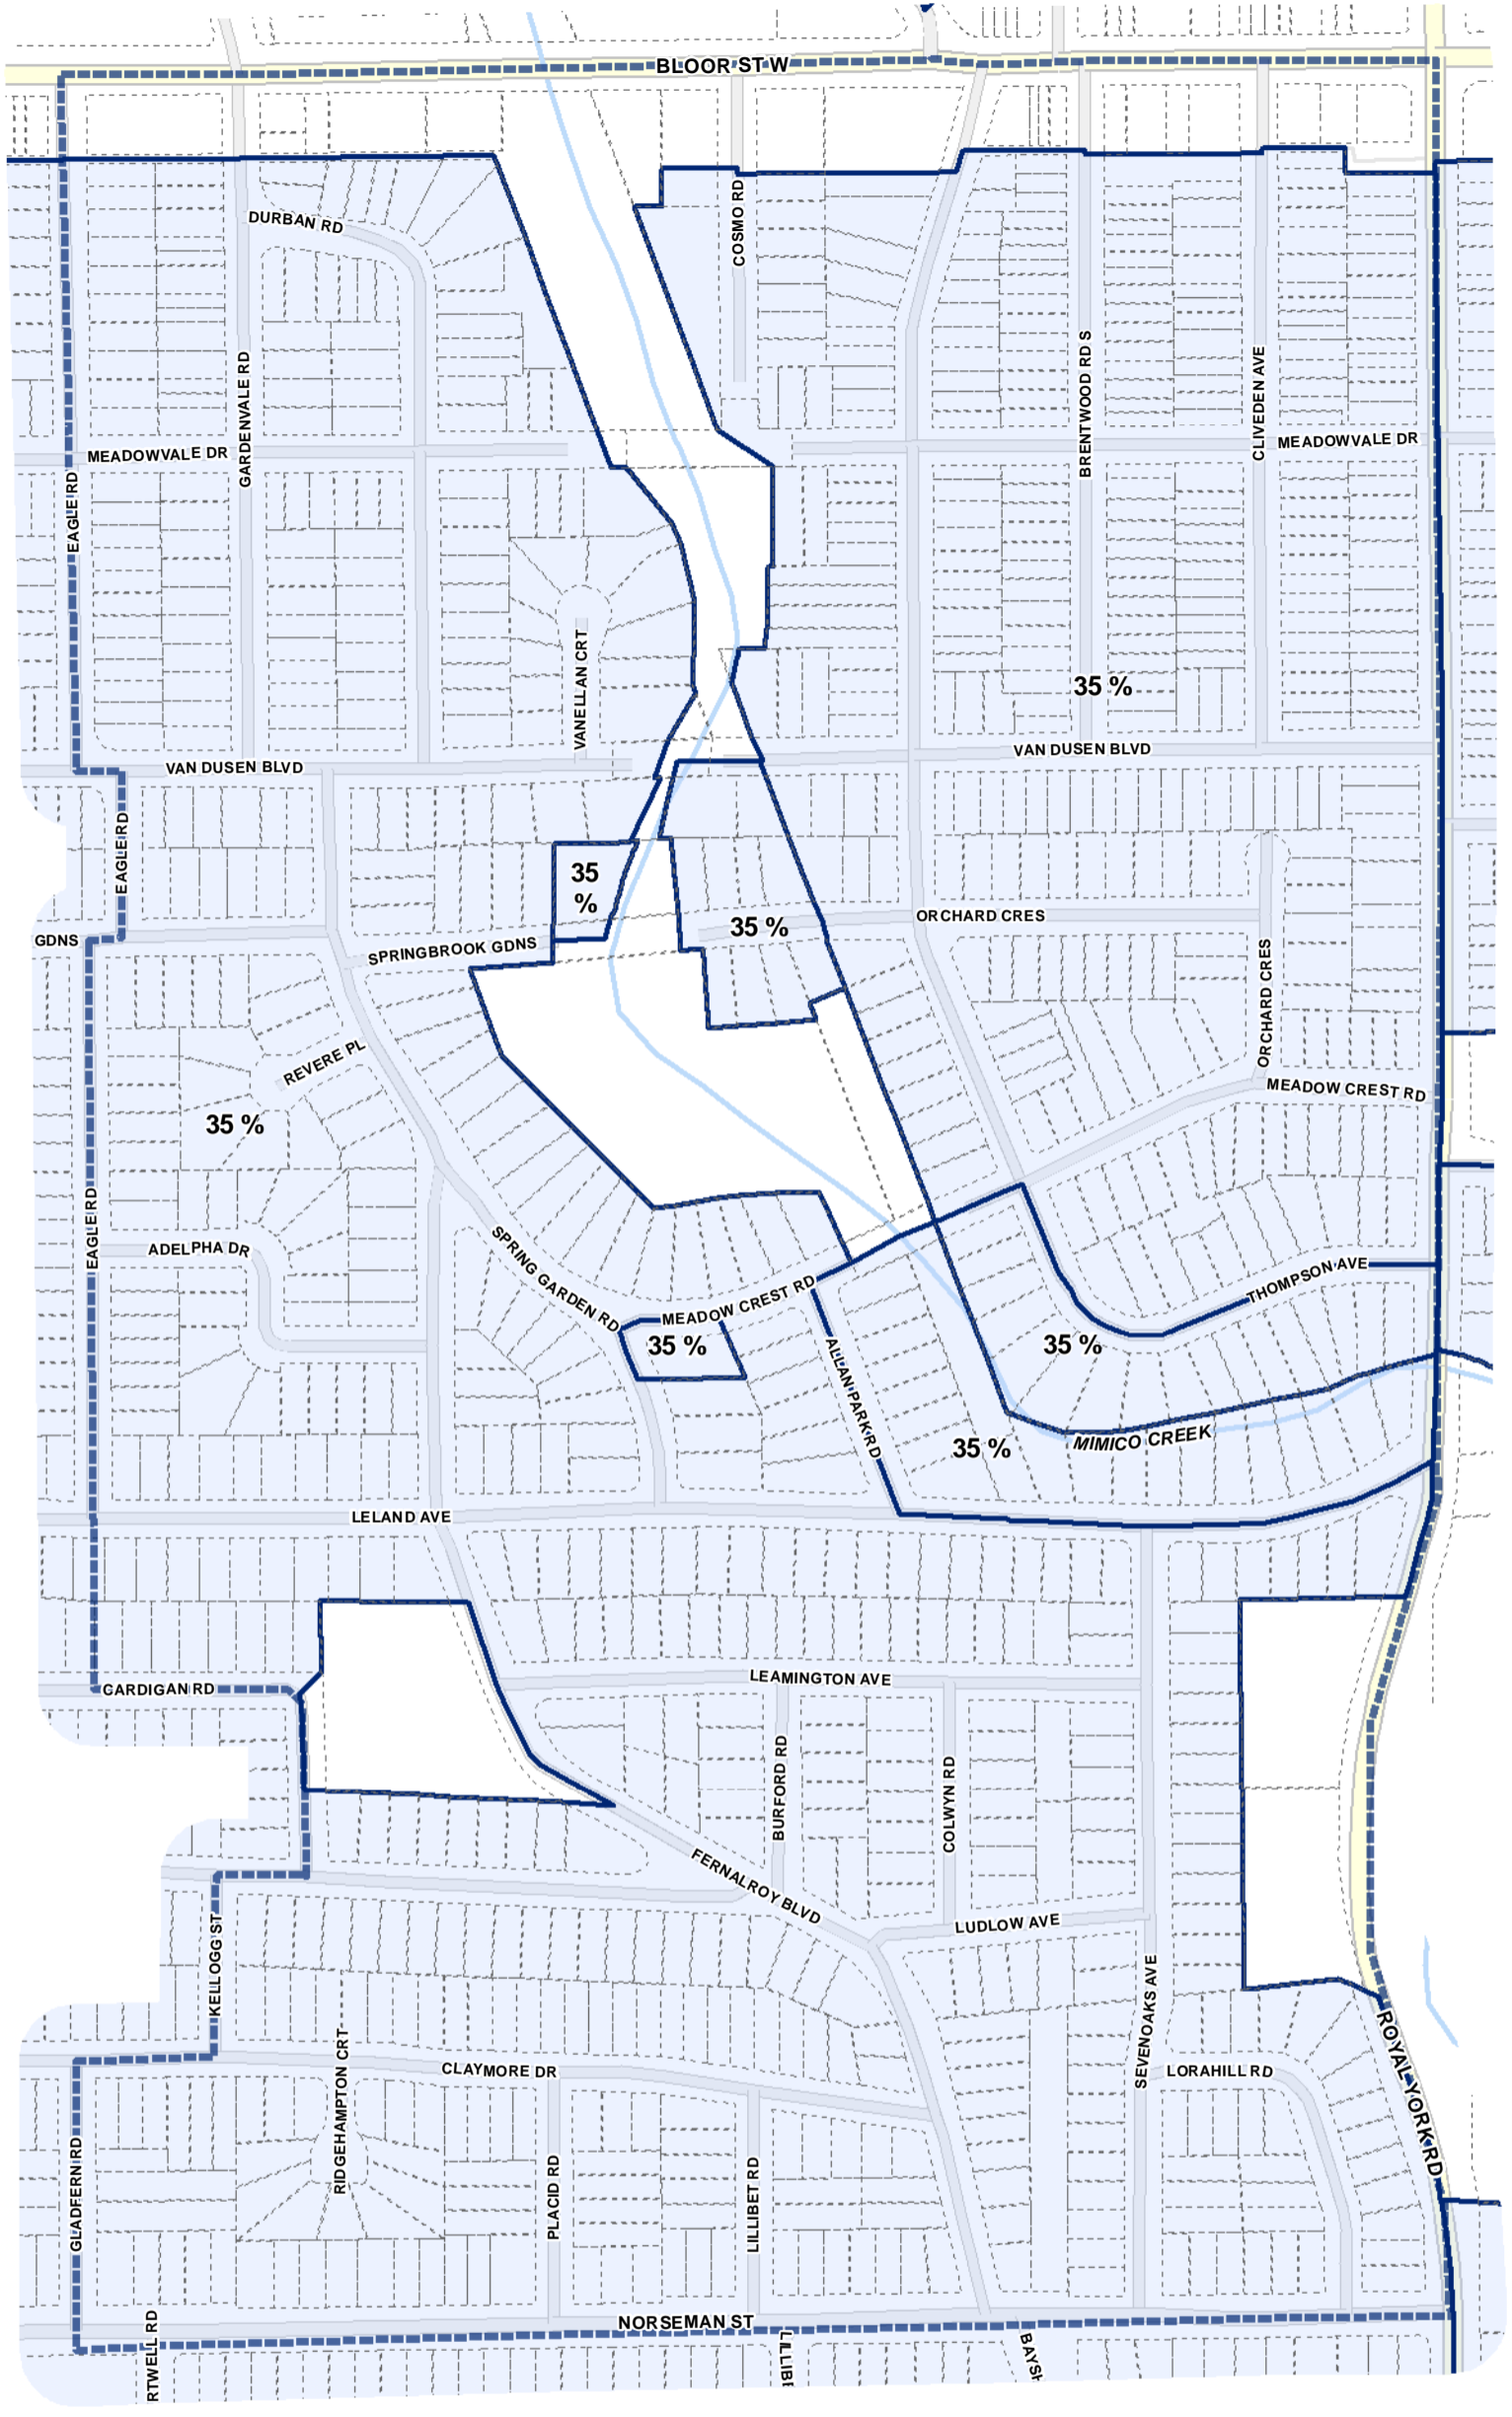 BLOOR ST W
COSMO RD
DURBAN RD
GARDENVALE RD
BRENTWOOD RD S
CLIVEDEN AVE
MEADOWVALE DR
MEADOWVALE DR
EAGLE RD
VANELLAN CRT
35 %
VAN DUSEN BLVD
VAN DUSEN BLVD
EAGLE RD
35
%
35 %
ORCHARD CRES
GDNS
SPRINGBROOK GDNS
ORCHARD CRES
REVERE PL
MEADOW CREST RD
35 %
EAGLE RD
ADELPHA DR
SPRING GARDEN RD
THOMPSON AVE
MEADOW CREST RD
35 %
35 %
ALLAN PARK RD
MIMICO CREEK
35 %
LELAND AVE
LEAMINGTON AVE
CARDIGAN RD
BURFORD RD
COLWYN RD
FERNALROY BLVD
LUDLOW AVE
KELLOGG ST
SEVENOAKS AVE
RIDGEHAMPTON CRT
CLAYMORE DR
LORAHILL RD
ROYAL YORK RD
GLADFERN RD
PLACID RD
LILLIBET RD
NORSEMAN ST
RTWELL RD
LILLIB
BAYS